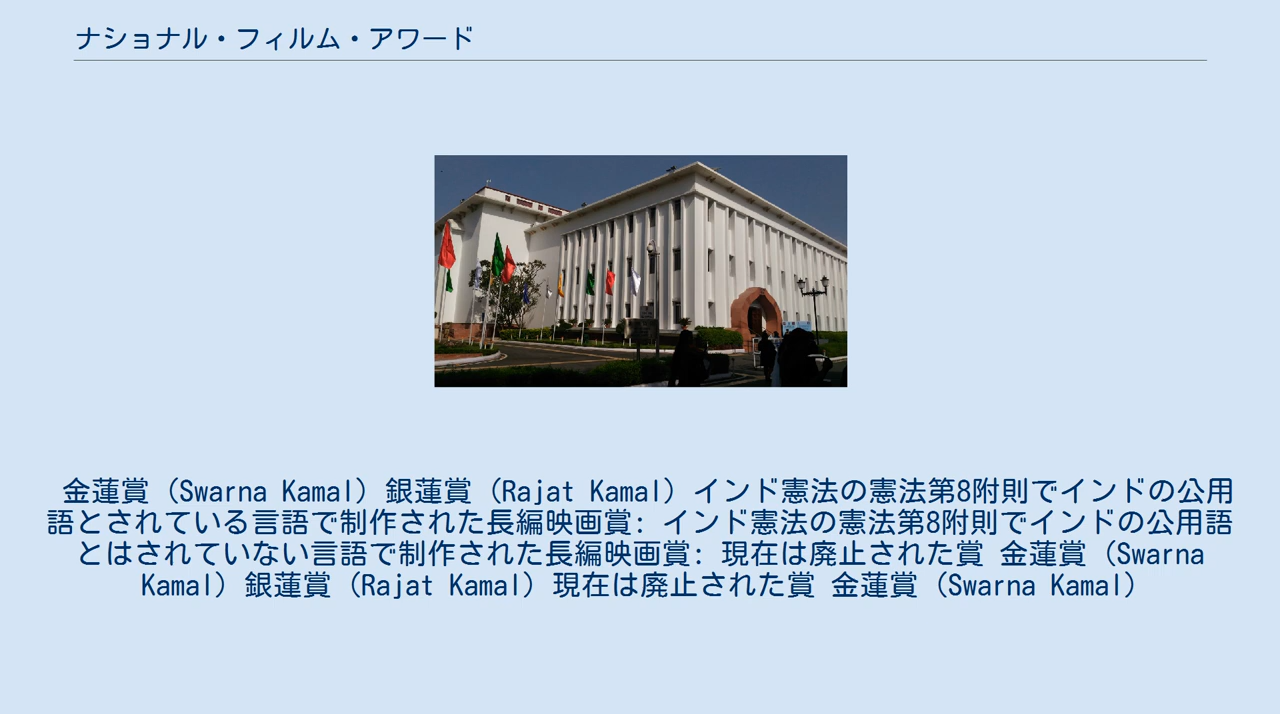 ナショナル・フィルム・アワード
金蓮賞 (Swarna Kamal) 銀蓮賞 (Rajat Kamal) インド憲法の憲法第8附則でインドの公用
語とされている言語で制作された長編映画賞: インド憲法の憲法第8附則でインドの公用語
とはされていない言語で制作された長編映画賞: 現在は廃止された賞 金蓮賞 (Swarna
Kamal) 銀蓮賞 (Rajat Kamal) 現在は廃止された賞 金蓮賞 (Swarna Kamal)